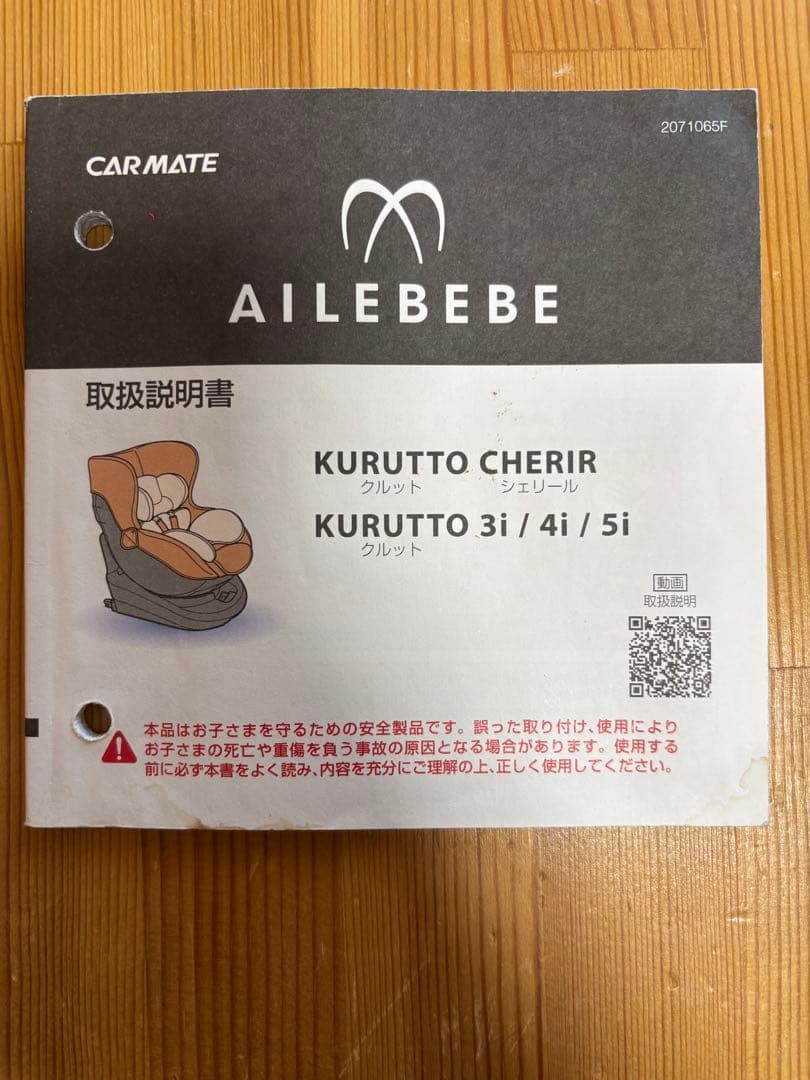 2071065F
CARMATE
AILEBEBE
取扱説明書
KURUTTO CHERIR
クルット シェリール
KURUTTO 3i / 4i / 5i
クルット
動画
取扱説明
本品はお子さまを守るための安全製品です。誤った取り付け、使用により
お子さまの死亡や重傷を負う事故の原因となる場合があります。使用する
前に必ず本書をよく読み、内容を充分にご理解の上、正しく使用してください。